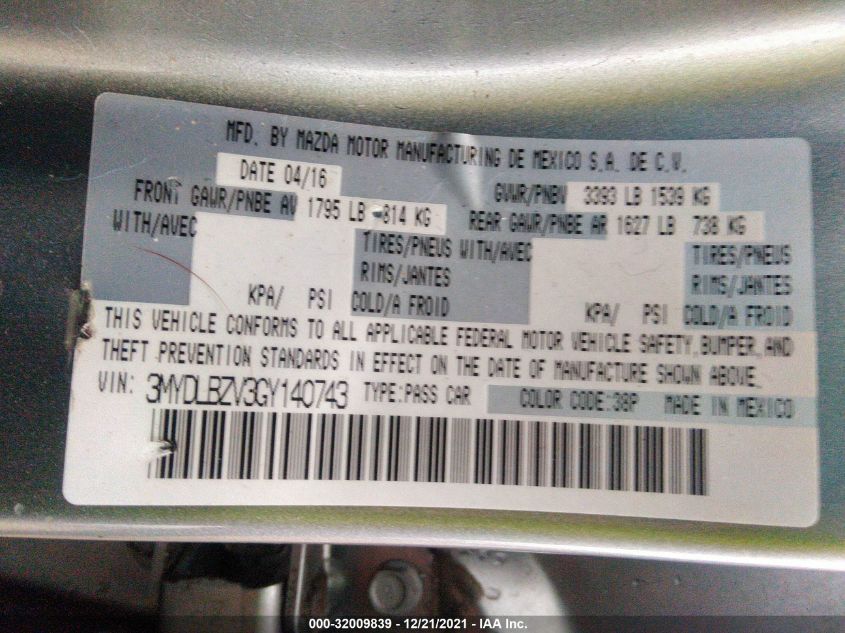 MFD. BY MAZDA MOTOR MANUFACTURING DE MEXICO S.A. DE C.V.
DATE 04/16 GVWR/PNBV 3393 LB 1539 KG
FRONT GAWR/PNBE AV 1795 LB 814 KG REAR GAWR/PNBE AR 1627 LB 738 KG
WITH/AVEC TIRES/PNEUS WITH/AVEC TIRES/PNEUS
RIMS/JANTES RIMS/JANTES
KPA/ PSI COLD/A FROID KPA/ PSI COLD/A FROID
THIS VEHICLE CONFORMS TO ALL APPLICABLE FEDERAL MOTOR VEHICLE SAFETY, BUMPER, AND
THEFT PREVENTION STANDARDS IN EFFECT ON THE DATE OF MANUFACTURE SHOWN ABOVE.
VIN: 3MYDLBZV3GY140743 TYPE:PASS CAR COLOR CODE:38P MADE IN MEXICO
000-32009839 - 12/21/2021 - IAA Inc.